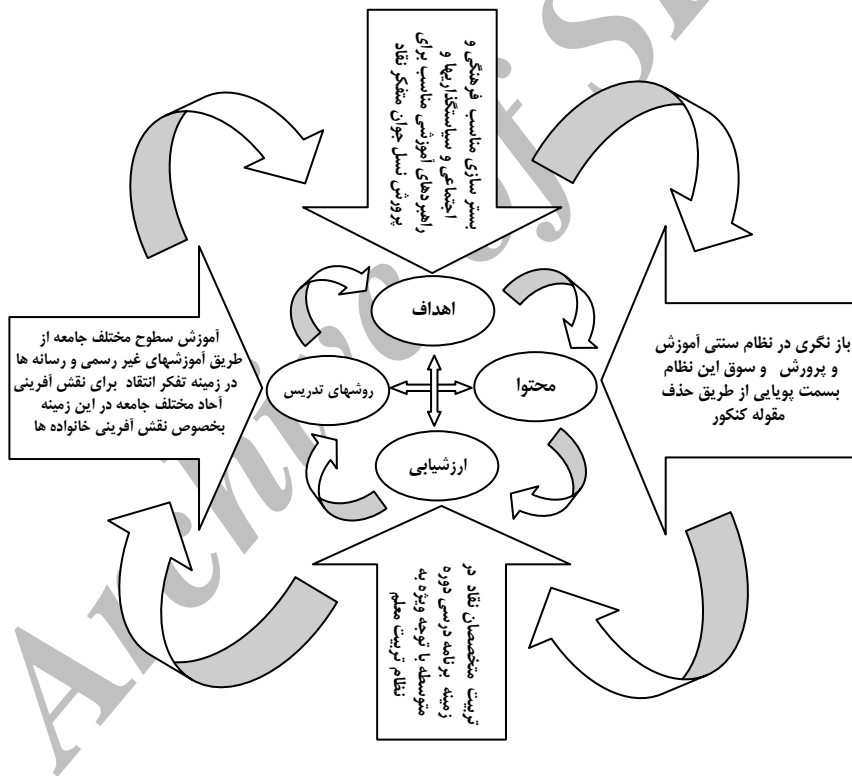 بستر سازی مناسب فرهنگی و
اجتماعی و سیاستگذاریها و
راهبردهای آموزشی مناسب برای
پرورش نسل جوان متفکر نقاد
اهداف
باز نگری در نظام سنتی آموزش
و پرورش و سوق این نظام
بسمت پویایی از طریق حذف
مقوله کنکور
محتوا
روشهای تدریس
آموزش سطوح مختلف جامعه از
طریق آموزشهای غیر رسمی و رسانه ها
در زمینه تفکر انتقاد برای نقش آفرینی
آحاد مختلف جامعه در این زمینه
بخصوص نقش آفرینی خانواده ها
ارزشیابی
تربیت متخصصان نقاد در
زمینه برنامه درسی دوره
متوسطه با توجه ویژه به
نظام تربیت معلم
Archive of S